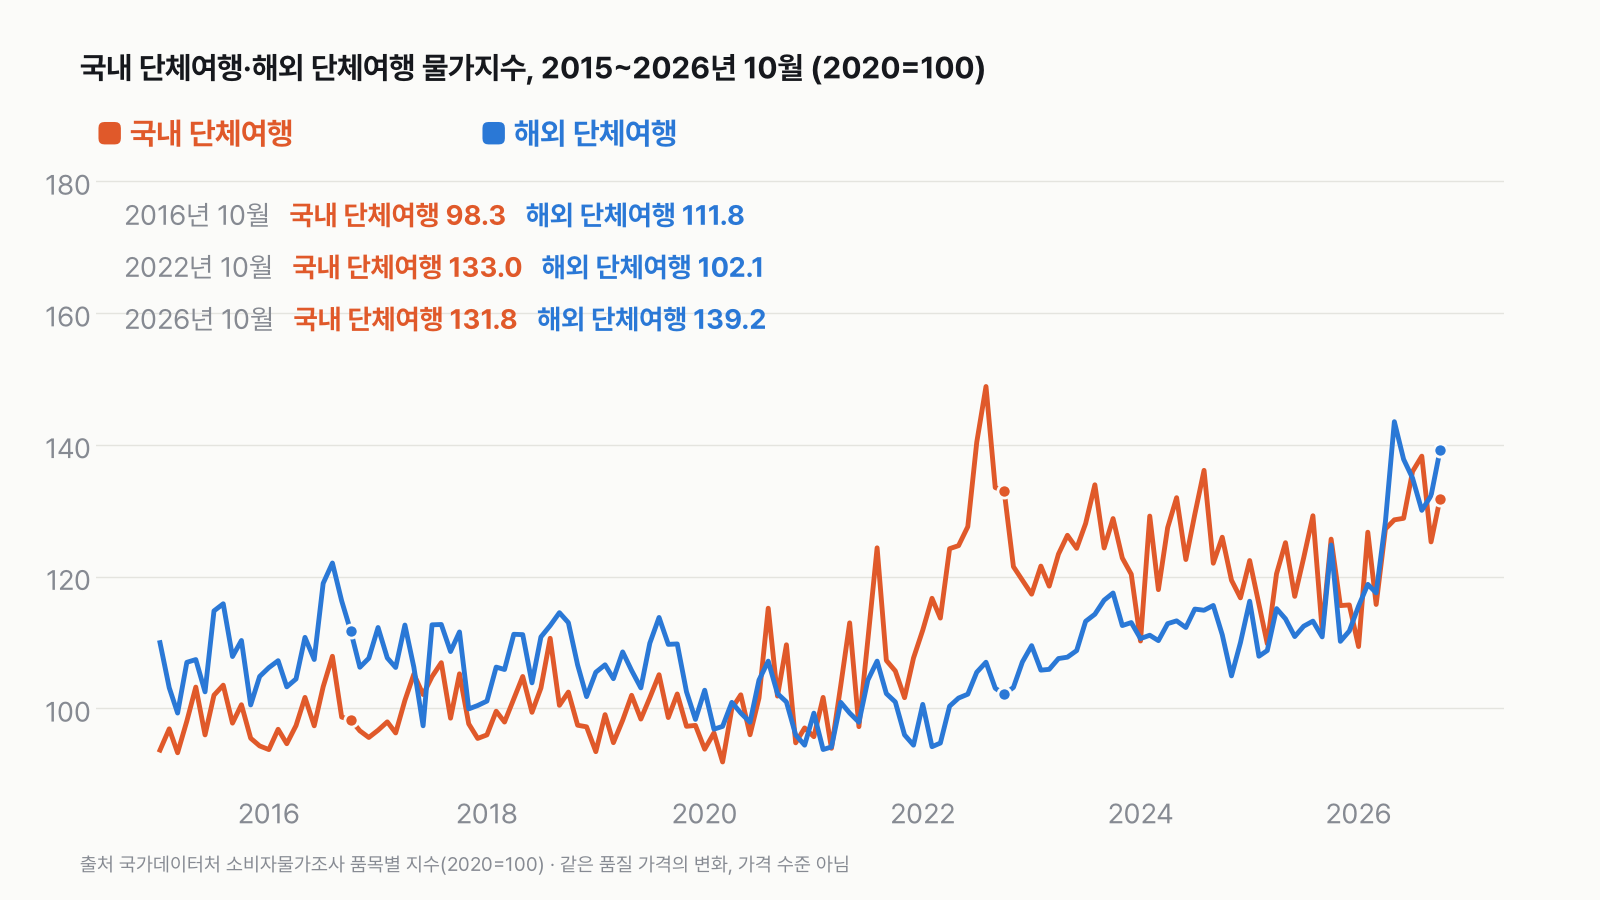 국내 단체여행·해외 단체여행 물가지수, 2015~2026년 10월 (2020=100)
국내 단체여행 해외 단체여행
180
2016년 10월 국내 단체여행 98.3 해외 단체여행 111.8
2022년 10월 국내 단체여행 133.0 해외 단체여행 102.1
160
2026년 10월 국내 단체여행 131.8 해외 단체여행 139.2
140
120
100
2016 2018 2020 2022 2024 2026
출처 국가데이터처 소비자물가조사 품목별 지수(2020=100) · 같은 품질 가격의 변화, 가격 수준 아님